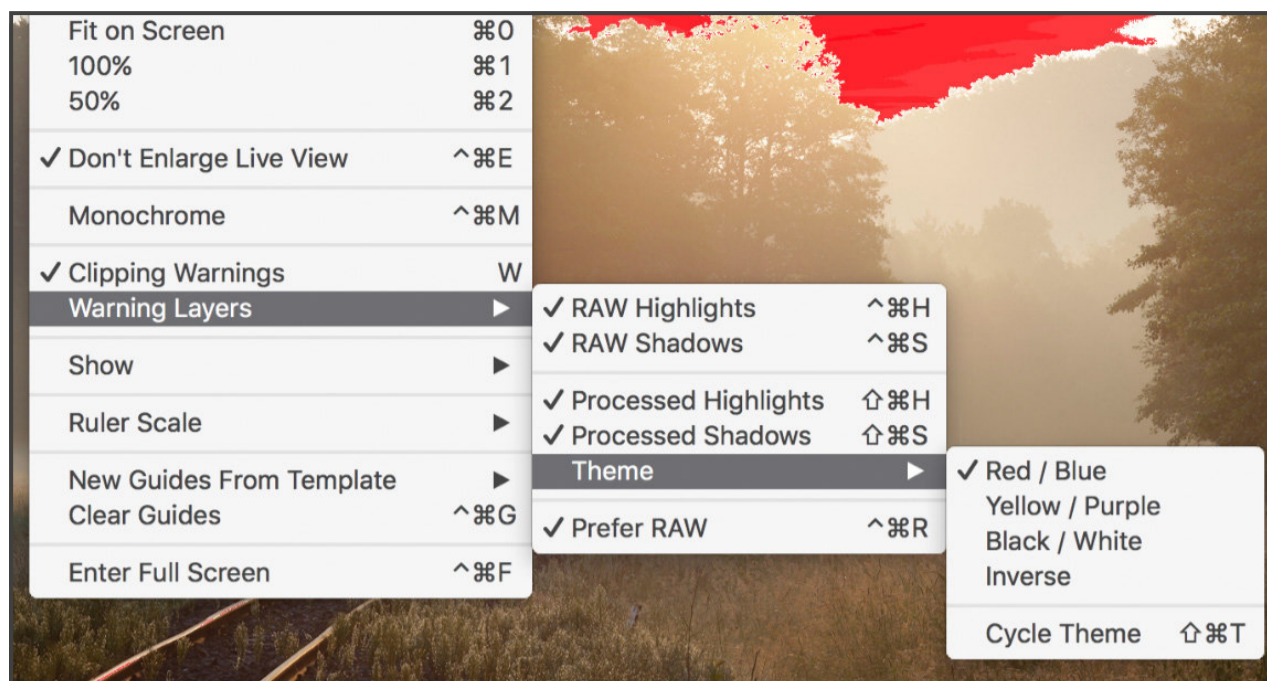 Fit on Screen ⌘0
100% ⌘1
50% ⌘2
✓ Don't Enlarge Live View ^⌘E
Monochrome ^⌘M
✓ Clipping Warnings W
Warning Layers ▶
Show ▶
Ruler Scale ▶
New Guides From Template ▶
Clear Guides ^⌘G
Enter Full Screen ^⌘F
✓ RAW Highlights ^⌘H
✓ RAW Shadows ^⌘S
✓ Processed Highlights ⇧⌘H
✓ Processed Shadows ⇧⌘S
Theme ▶
✓ Prefer RAW ^⌘R
✓ Red / Blue
Yellow / Purple
Black / White
Inverse
Cycle Theme ⇧⌘T